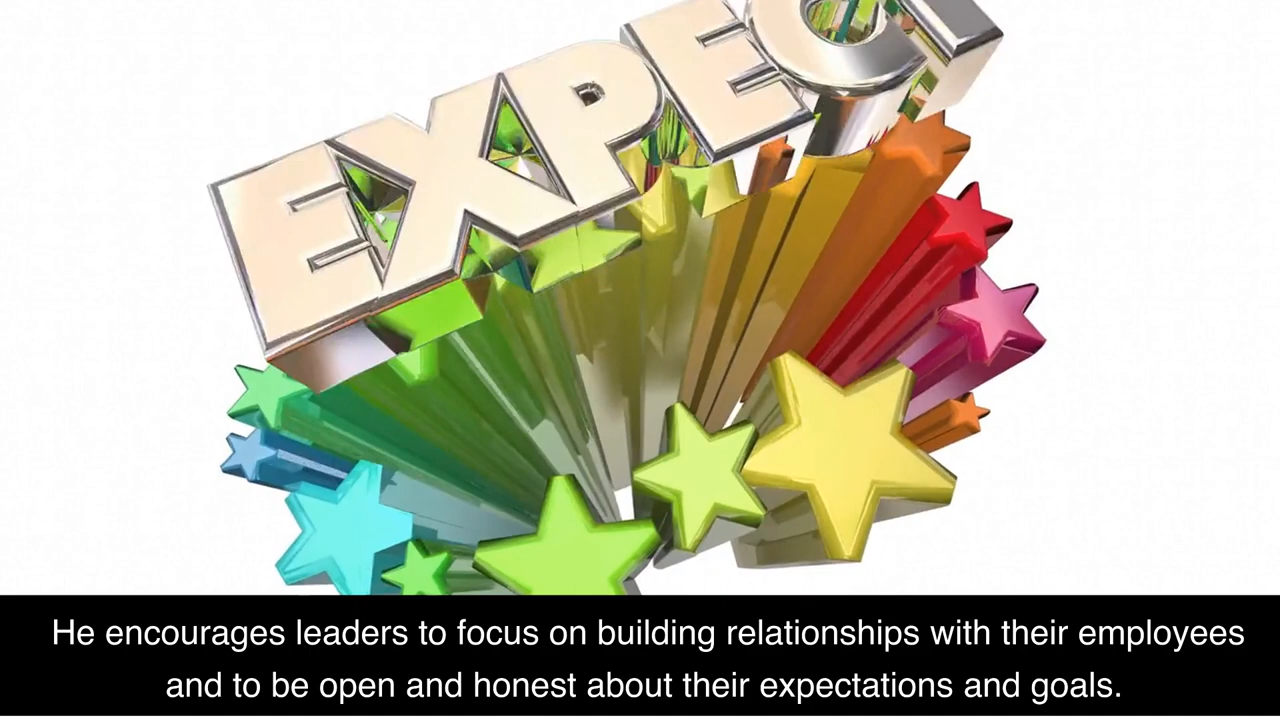 EXPECT
He encourages leaders to focus on building relationships with their employees
and to be open and honest about their expectations and goals.